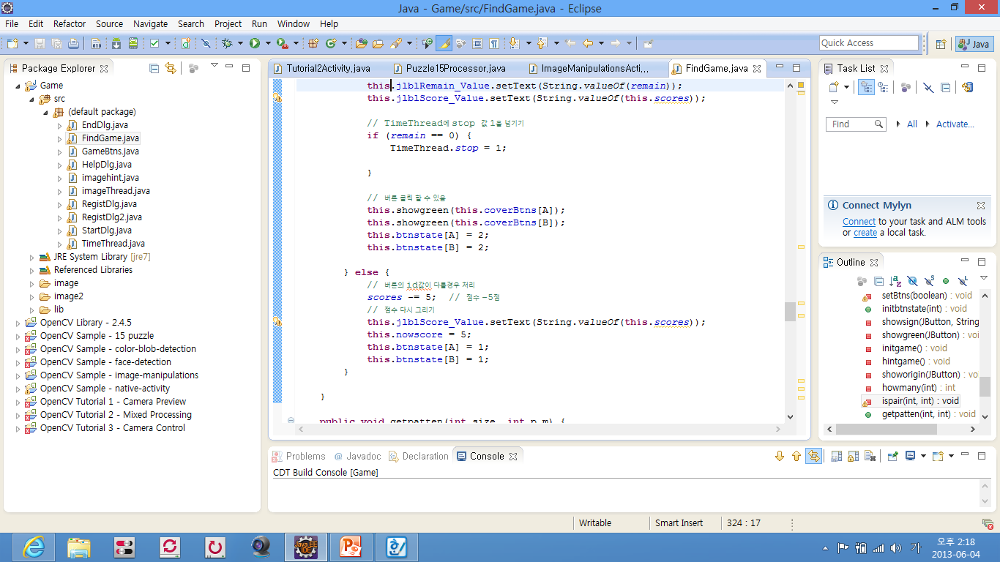 Java - Game/src/FindGame.java - Eclipse
File Edit Refactor Source Navigate Search Project Run Window Help
Quick Access
Java
Package Explorer
Game
src
(default package)
EndDlg.java
FindGame.java
GameBtns.java
HelpDlg.java
imagehint.java
imageThread.java
RegistDlg.java
RegistDlg2.java
StartDlg.java
TimeThread.java
JRE System Library [jre7]
Referenced Libraries
image
image2
lib
OpenCV Library - 2.4.5
OpenCV Sample - 15 puzzle
OpenCV Sample - color-blob-detection
OpenCV Sample - face-detection
OpenCV Sample - image-manipulations
OpenCV Sample - native-activity
OpenCV Tutorial 1 - Camera Preview
OpenCV Tutorial 2 - Mixed Processing
OpenCV Tutorial 3 - Camera Control
Tutorial2Activity.java Puzzle15Processor.java ImageManipulationsActi... FindGame.java
this.jlblRemain_Value.setText(String.valueOf(remain));
this.jlblScore_Value.setText(String.valueOf(this.scores));
// TimeThread에 stop 값 1을 넘기기
if (remain == 0) {
TimeThread.stop = 1;
}
// 버튼 클릭 할 수 있음
this.showgreen(this.coverBtns[A]);
this.showgreen(this.coverBtns[B]);
this.btnstate[A] = 2;
this.btnstate[B] = 2;
} else {
// 버튼의 id값이 다를경우 처리
scores -= 5; // 점수 -5점
// 점수 다시 그리기
this.jlblScore_Value.setText(String.valueOf(this.scores));
this.nowscore = 5;
this.btnstate[A] = 1;
this.btnstate[B] = 1;
}
}
public void getpatten(int size, int p_m) {
Task List
Find All Activate...
Connect Mylyn
Connect to your task and ALM tools
or create a local task.
Outline
setBtns(boolean) : void
initbtnstate(int) : void
showsign(JButton, String
showgreen(JButton) : voi
initgame() : void
hintgame() : void
showorigin(JButton) : vo
howmany(int) : int
ispair(int, int) : void
getpatten(int, int) : void
Problems Javadoc Declaration Console
CDT Build Console [Game]
Writable Smart Insert 324 : 17
Java EE
IDE
가
오후 2:18
2013-06-04